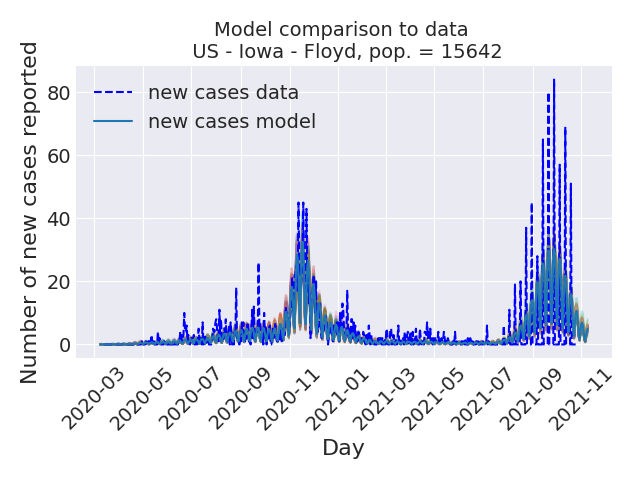 Model comparison to data
US - Iowa - Floyd, pop. = 15642
new cases data
new cases model
Number of new cases reported
80
60
40
20
0
2020-03
2020-05
2020-07
2020-09
2020-11
2021-01
2021-03
2021-05
2021-07
2021-09
2021-11
Day